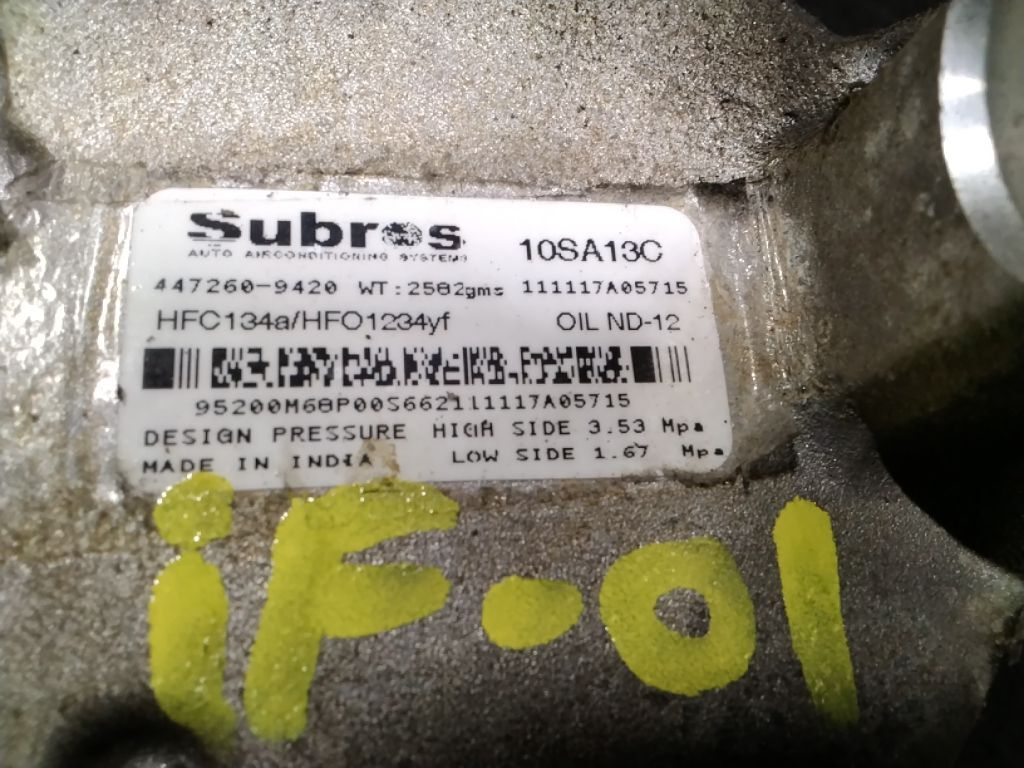 Subros 10SA13C
AUTO AIRCONDITIONING SYSTEMS
447260-9420 WT:2582gms 111117A05715
HFC134a/HFO1234yf OIL ND-12
95200M68P00S662111117A05715
DESIGN PRESSURE HIGH SIDE 3.53 Mpa
MADE IN INDIA LOW SIDE 1.67 Mpa
iF-01